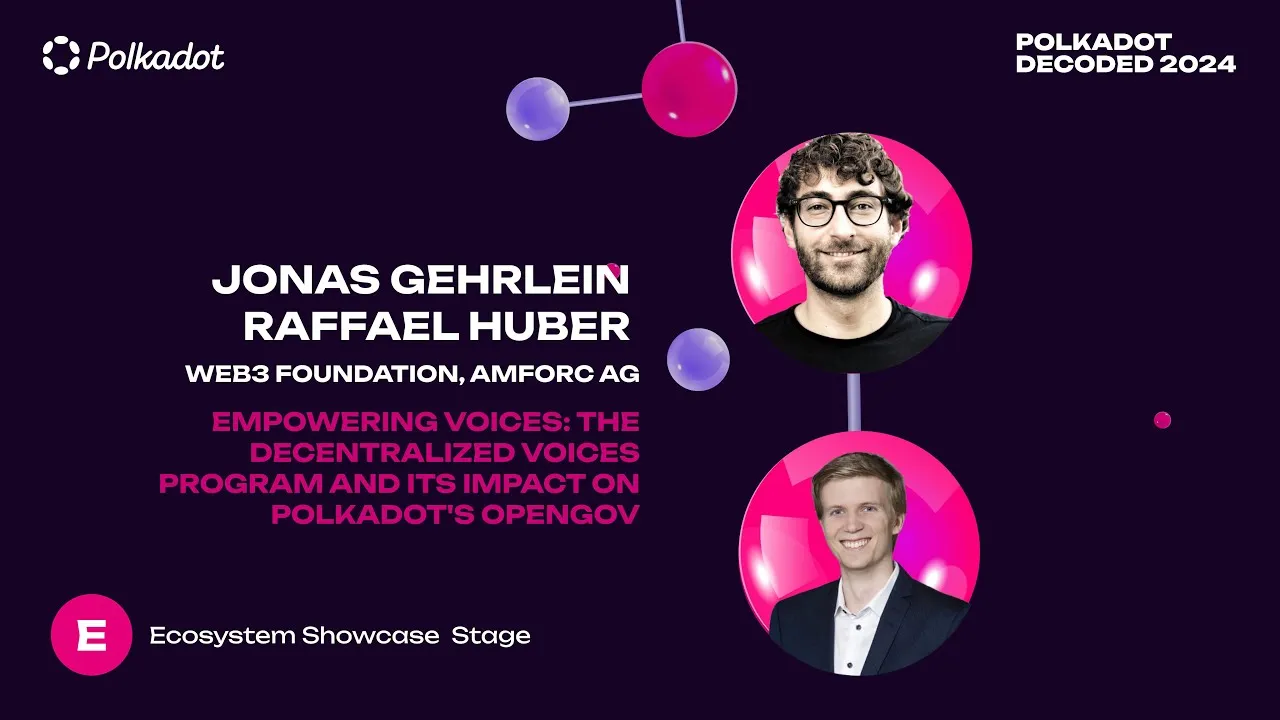 Polkadot
POLKADOT
DECODED 2024
JONAS GEHRLEIN
RAFFAEL HUBER
WEB3 FOUNDATION, AMFORC AG
EMPOWERING VOICES: THE
DECENTRALIZED VOICES
PROGRAM AND ITS IMPACT ON
POLKADOT'S OPENGOV
E
Ecosystem Showcase Stage